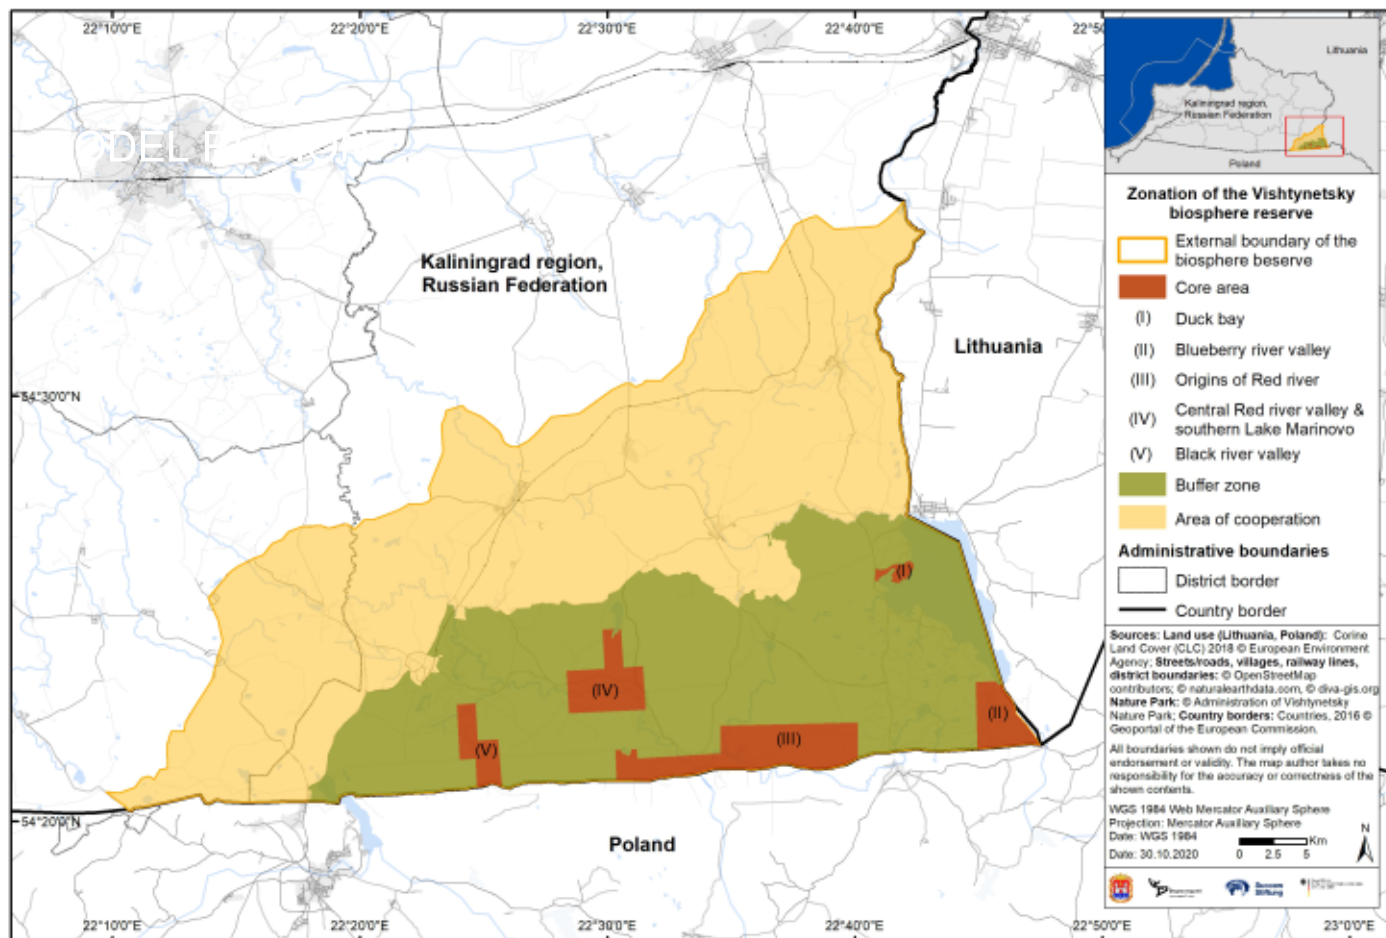 22°10'0"E 22°20'0"E 22°30'0"E 22°40'0"E
Lithuania
Kaliningrad region,
Russian Federation
Poland
Zonation of the Vishtynetsky
biosphere reserve
External boundary of the
biosphere beserve
Core area
(I) Duck bay
(II) Blueberry river valley
(III) Origins of Red river
(IV) Central Red river valley &
southern Lake Marinovo
(V) Black river valley
Buffer zone
Area of cooperation
Administrative boundaries
District border
Country border
Sources: Land use (Lithuania, Poland): Corine
Land Cover (CLC) 2018 © European Environment
Agency; Streets/roads, villages, railway lines,
district boundaries: © OpenStreetMap
contributors; © naturalearthdata.com, © diva-gis.org
Nature Park: © Administration of Vishtynetsky
Nature Park; Country borders: Countries, 2016 ©
Geoportal of the European Commission.
All boundaries shown do not imply official
endorsement or validity. The map author takes no
responsibility for the accuracy or correctness of the
shown contents.
WGS 1984 Web Mercator Auxiliary Sphere
Projection: Mercator Auxiliary Sphere
Date: WGS 1984
Date: 30.10.2020
0 2.5 5 Km
N
Succow
Stiftung
Kaliningrad region,
Russian Federation
Lithuania
54°30'0"N
(I)
(IV)
(II)
(III)
(V)
54°20'0"N
Poland
22°10'0"E 22°20'0"E 22°30'0"E 22°40'0"E 22°50'0"E 23°0'0"E